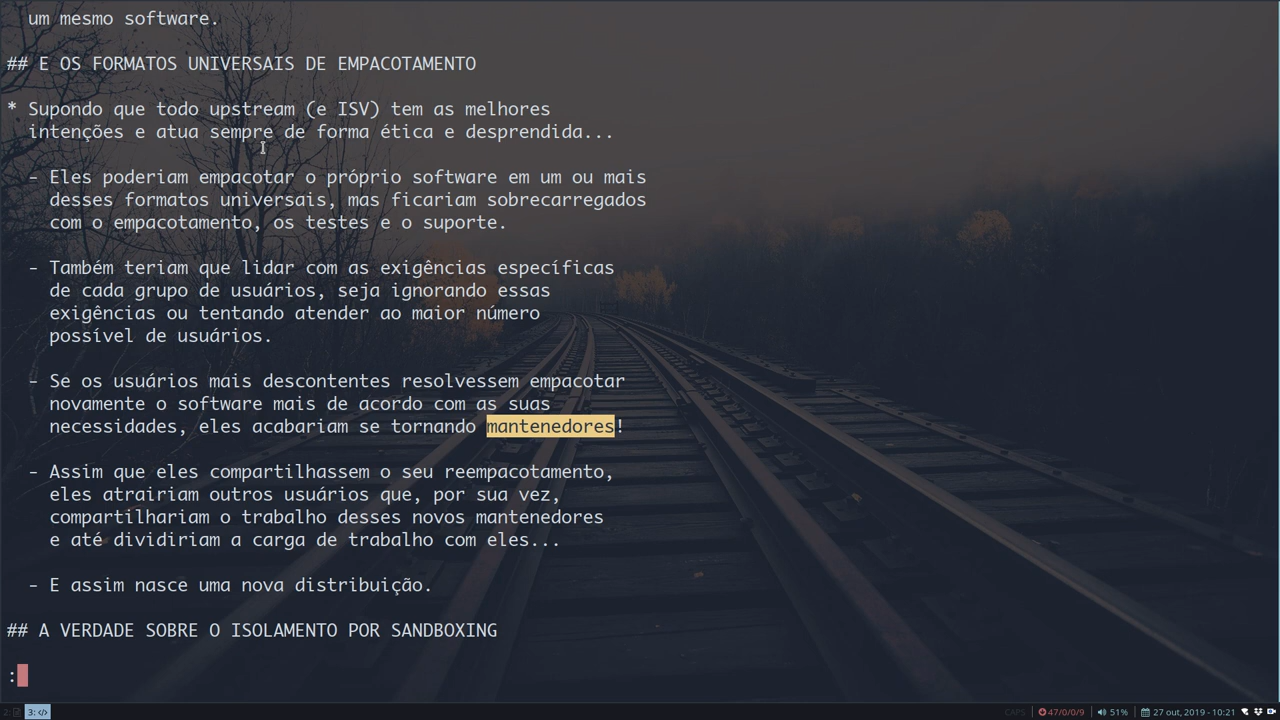 um mesmo software.
## E OS FORMATOS UNIVERSAIS DE EMPACOTAMENTO
* Supondo que todo upstream (e ISV) tem as melhores
intenções e atua sempre de forma ética e desprendida...
- Eles poderiam empacotar o próprio software em um ou mais
desses formatos universais, mas ficariam sobrecarregados
com o empacotamento, os testes e o suporte.
- Também teriam que lidar com as exigências específicas
de cada grupo de usuários, seja ignorando essas
exigências ou tentando atender ao maior número
possível de usuários.
- Se os usuários mais descontentes resolvessem empacotar
novamente o software mais de acordo com as suas
necessidades, eles acabariam se tornando mantenedores!
- Assim que eles compartilhassem o seu reempacotamento,
eles atrairiam outros usuários que, por sua vez,
compartilhariam o trabalho desses novos mantenedores
e até dividiriam a carga de trabalho com eles...
- E assim nasce uma nova distribuição.
## A VERDADE SOBRE O ISOLAMENTO POR SANDBOXING
:
2: 3: </> CAPS 47/0/0/9 51% 27 out, 2019 - 10:21